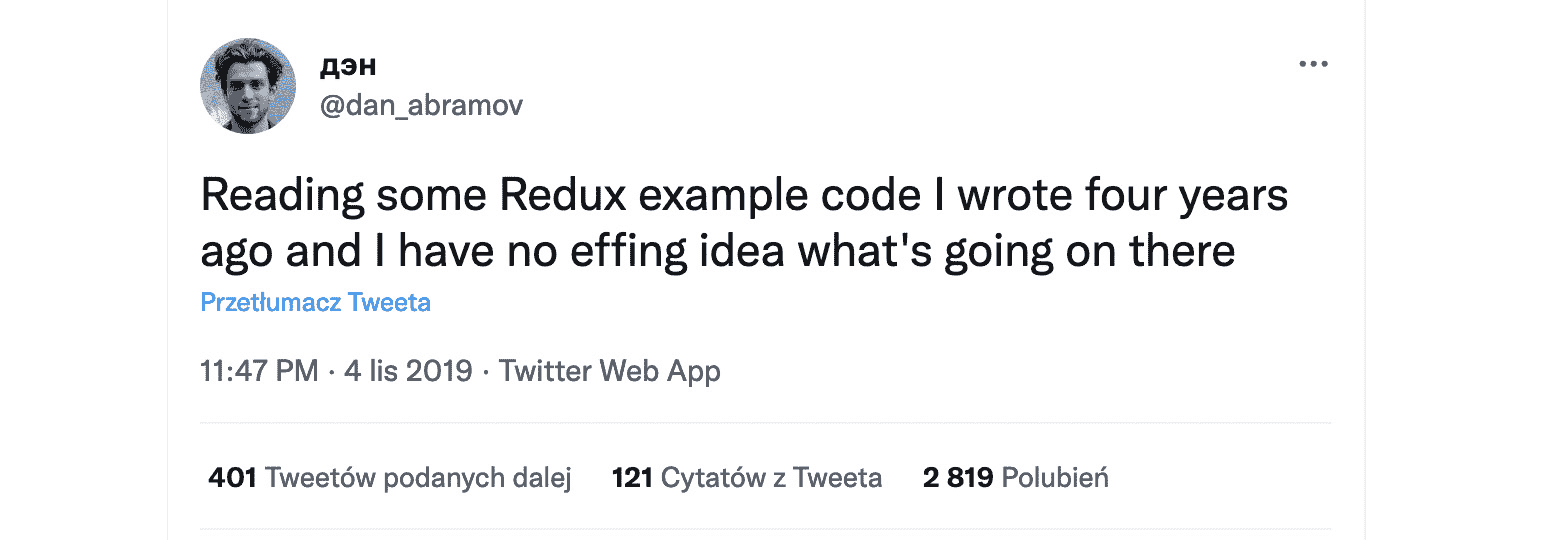 дэн
@dan_abramov
Reading some Redux example code I wrote four years
ago and I have no effing idea what's going on there
Przetłumacz Tweeta
11:47 PM · 4 lis 2019 · Twitter Web App
401 Tweetów podanych dalej 121 Cytatów z Tweeta 2 819 Polubień